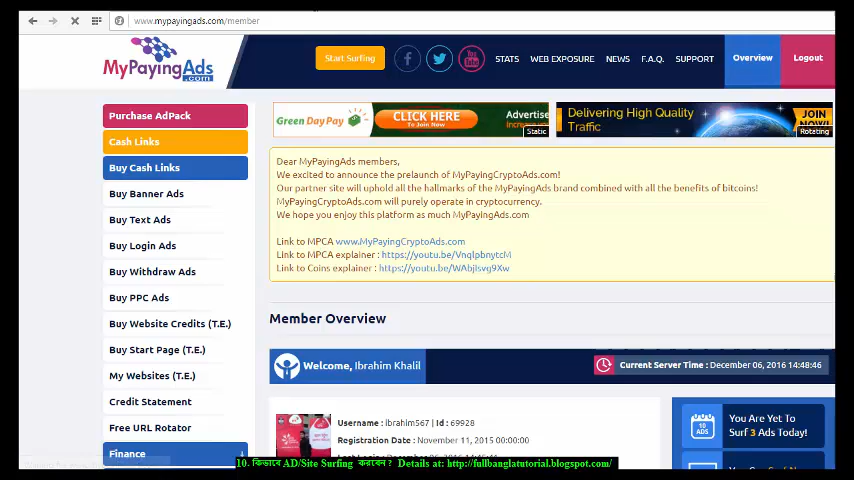 www.mypayingads.com/member
MyPayingAds
.com
Start Surfing
STATS
WEB EXPOSURE
NEWS
F.A.Q.
SUPPORT
Overview
Logout
Purchase AdPack
Cash Links
Buy Cash Links
Buy Banner Ads
Buy Text Ads
Buy Login Ads
Buy Withdraw Ads
Buy PPC Ads
Buy Website Credits (T.E.)
Buy Start Page (T.E.)
My Websites (T.E.)
Credit Statement
Free URL Rotator
Finance
Green Day Pay
CLICK HERE
To Join Now
Advertise
Static
Delivering High Quality
Traffic
JOIN
NOW!
Rotating
Dear MyPayingAds members,
We excited to announce the prelaunch of MyPayingCryptoAds.com!
Our partner site will uphold all the hallmarks of the MyPayingAds brand combined with all the benefits of bitcoins!
MyPayingCryptoAds.com will purely operate in cryptocurrency.
We hope you enjoy this platform as much MyPayingAds.com
Link to MPCA www.MyPayingCryptoAds.com
Link to MPCA explainer : https://youtu.be/VnqlpbnytcM
Link to Coins explainer : https://youtu.be/WAbjIsvg9Xw
Member Overview
Welcome, Ibrahim Khalil
Current Server Time : December 06, 2016 14:48:46
Username : ibrahim567 | Id : 69928
Registration Date : November 11, 2015 00:00:00
10
ADS
You Are Yet To
Surf 3 Ads Today!
10. কিভাবে AD/Site Surfing করবেন ? Details at: http://fullbanglatutorial.blogspot.com/